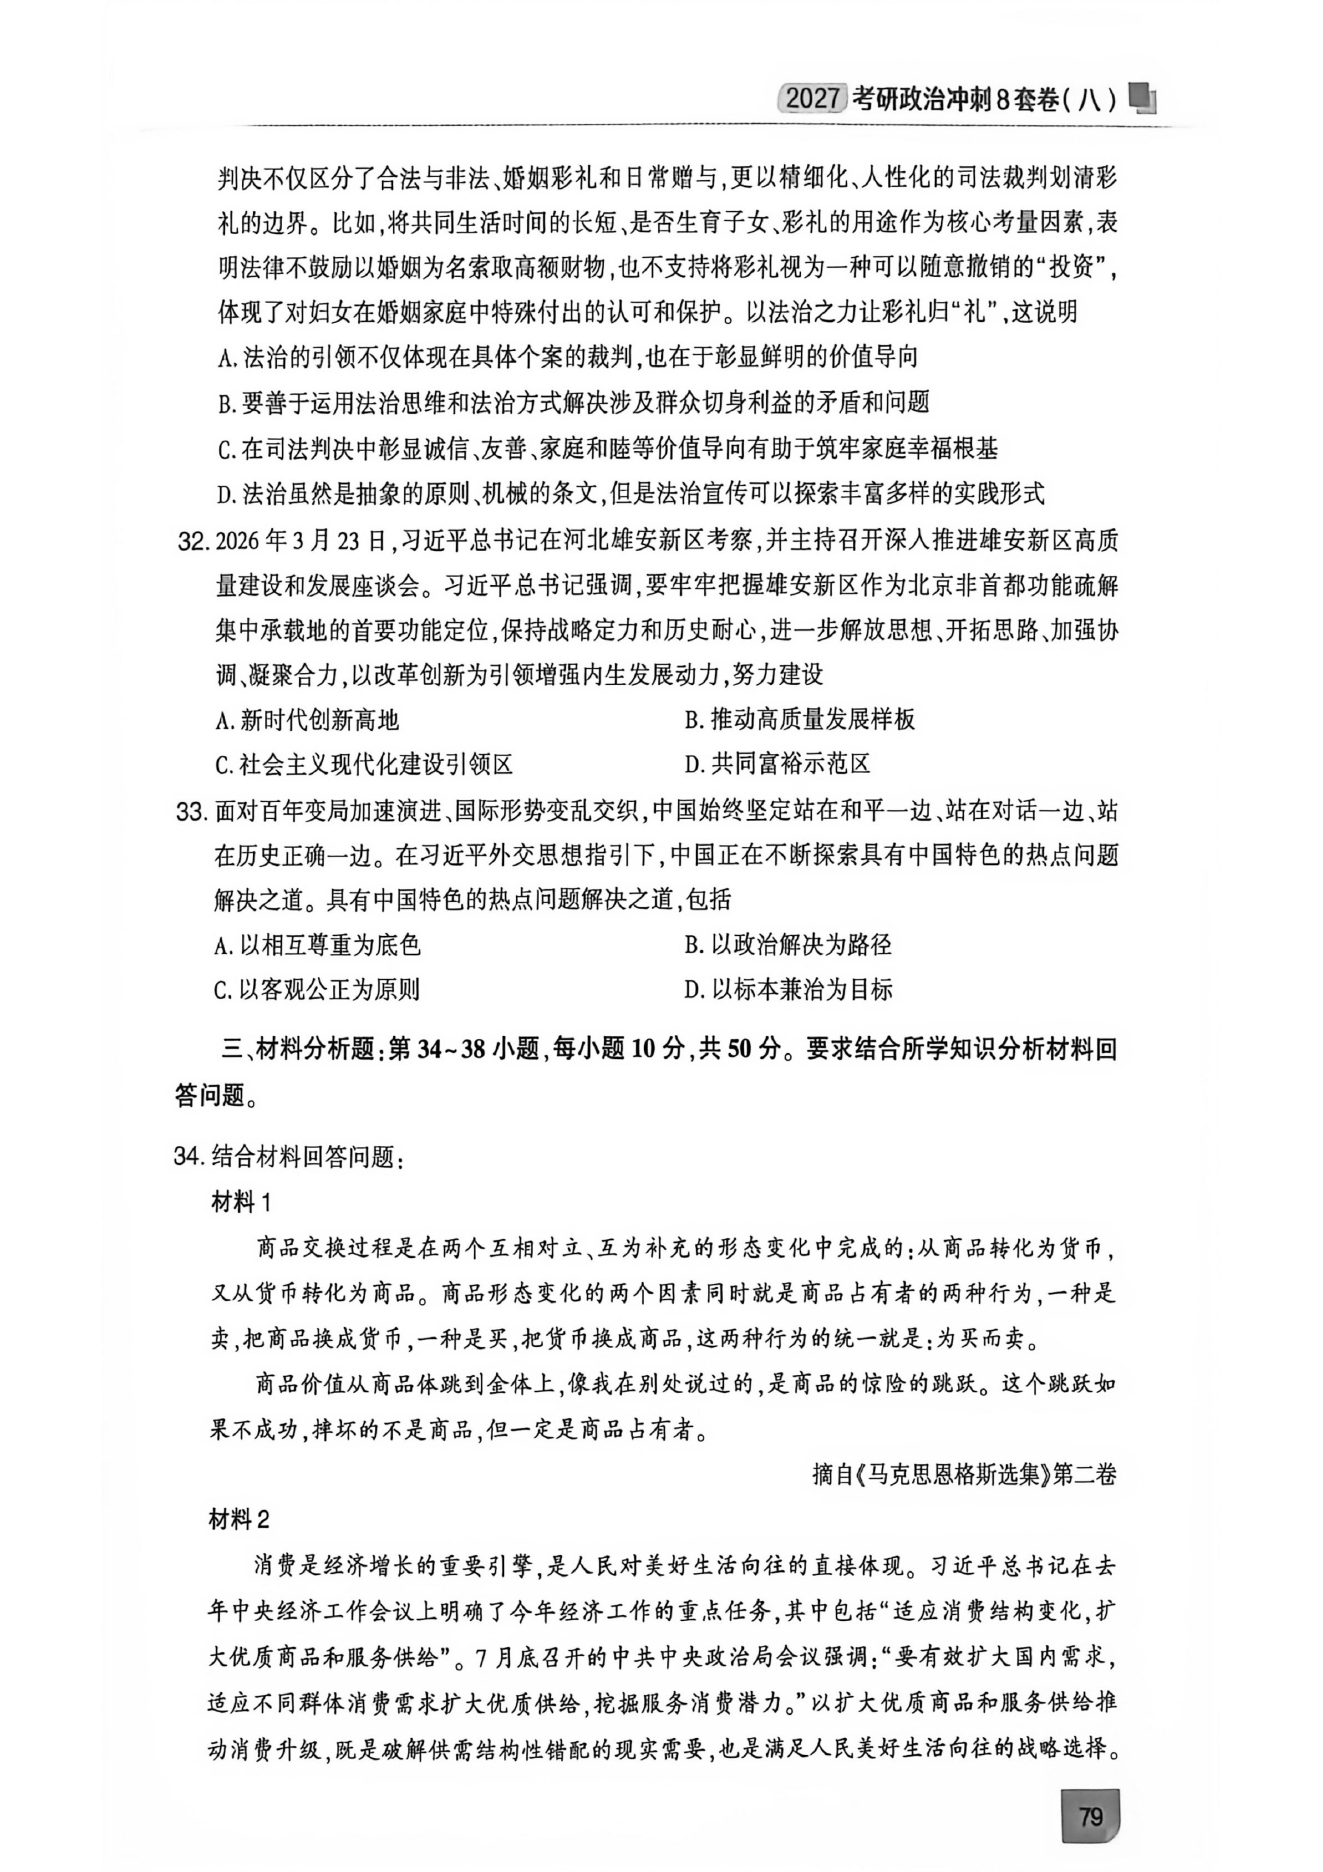 2027 考研政治冲刺8套卷(八)
判决不仅区分了合法与非法、婚姻彩礼和日常赠与,更以精细化、人性化的司法裁判划清彩
礼的边界。比如,将共同生活时间的长短、是否生育子女、彩礼的用途作为核心考量因素,表
明法律不鼓励以婚姻为名索取高额财物,也不支持将彩礼视为一种可以随意撤销的“投资”,
体现了对妇女在婚姻家庭中特殊付出的认可和保护。以法治之力让彩礼归“礼”,这说明
A. 法治的引领不仅体现在具体个案的裁判,也在于彰显鲜明的价值导向
B. 要善于运用法治思维和法治方式解决涉及群众切身利益的矛盾和问题
C. 在司法判决中彰显诚信、友善、家庭和睦等价值导向有助于筑牢家庭幸福根基
D. 法治虽然是抽象的原则、机械的条文,但是法治宣传可以探索丰富多样的实践形式
32. 2026年3月23日,习近平总书记在河北雄安新区考察,并主持召开深入推进雄安新区高质
量建设和发展座谈会。习近平总书记强调,要牢牢把握雄安新区作为北京非首都功能疏解
集中承载地的首要功能定位,保持战略定力和历史耐心,进一步解放思想、开拓思路、加强协
调、凝聚合力,以改革创新为引领增强内生发展动力,努力建设
A. 新时代创新高地 B. 推动高质量发展样板
C. 社会主义现代化建设引领区 D. 共同富裕示范区
33. 面对百年变局加速演进、国际形势变乱交织,中国始终坚定站在和平一边、站在对话一边、站
在历史正确一边。在习近平外交思想指引下,中国正在不断探索具有中国特色的热点问题
解决之道。具有中国特色的热点问题解决之道,包括
A. 以相互尊重为底色 B. 以政治解决为路径
C. 以客观公正为原则 D. 以标本兼治为目标
三、材料分析题:第34~38小题,每小题10分,共50分。要求结合所学知识分析材料回
答问题。
34. 结合材料回答问题:
材料1
商品交换过程是在两个互相对立、互为补充的形态变化中完成的:从商品转化为货币,
又从货币转化为商品。商品形态变化的两个因素同时就是商品占有者的两种行为,一种是
卖,把商品换成货币,一种是买,把货币换成商品,这两种行为的统一就是:为买而卖。
商品价值从商品体跳到金体上,像我在别处说过的,是商品的惊险的跳跃。这个跳跃如
果不成功,摔坏的不是商品,但一定是商品占有者。
摘自《马克思恩格斯选集》第二卷
材料2
消费是经济增长的重要引擎,是人民对美好生活向往的直接体现。习近平总书记在去
年中央经济工作会议上明确了今年经济工作的重点任务,其中包括“适应消费结构变化,扩
大优质商品和服务供给”。7月底召开的中共中央政治局会议强调:“要有效扩大国内需求,
适应不同群体消费需求扩大优质供给,挖掘服务消费潜力。”以扩大优质商品和服务供给推
动消费升级,既是破解供需结构性错配的现实需要,也是满足人民美好生活向往的战略选择。
79